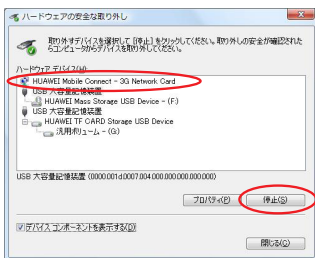 ハードウェアの安全な取り外し
取り外すデバイスを選択して [停止] をクリックしてください。取り外しの安全が確認された
らコンピュータからデバイスを取り外してください。
ハードウェア デバイス(H):
HUAWEI Mobile Connect - 3G Network Card
USB 大容量記憶装置
HUAWEI Mass Storage USB Device - (F:)
USB 大容量記憶装置
HUAWEI TF CARD Storage USB Device
汎用ボリューム - (G:)
USB 大容量記憶装置 (0000.001d.0007.004.000.000.000.000.000)
プロパティ(P)
停止(S)
デバイス コンポーネントを表示する(D)
閉じる(C)